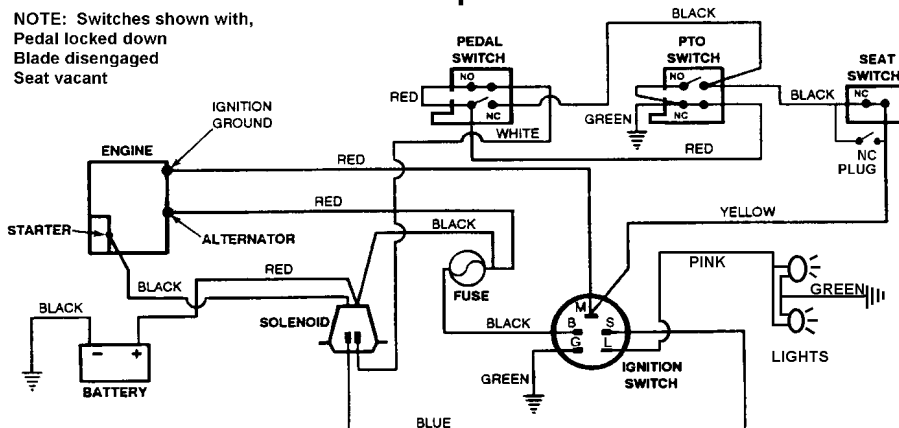 NOTE: Switches shown with,
Pedal locked down
Blade disengaged
Seat vacant
BLACK
PEDAL
SWITCH
PTO
SWITCH
SEAT
SWITCH
NO
NC
NO
NC
NC
RED
WHITE
GREEN
BLACK
RED
NC
PLUG
IGNITION
GROUND
ENGINE
RED
RED
STARTER
ALTERNATOR
BLACK
YELLOW
BLACK
RED
FUSE
PINK
GREEN
BLACK
SOLENOID
BLACK
M
B
S
G
L
LIGHTS
- +
BATTERY
GREEN
IGNITION
SWITCH
BLUE